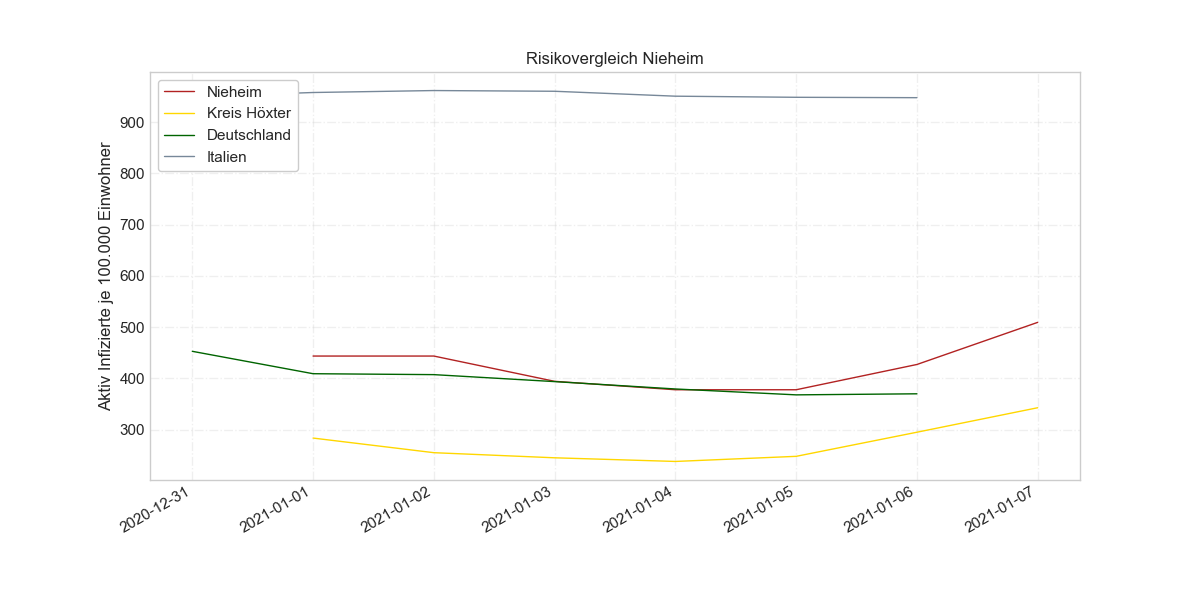 Risikovergleich Nieheim
Nieheim
Kreis Höxter
Deutschland
Italien
Aktiv Infizierte je 100.000 Einwohner
900
800
700
600
500
400
300
2020-12-31
2021-01-01
2021-01-02
2021-01-03
2021-01-04
2021-01-05
2021-01-06
2021-01-07